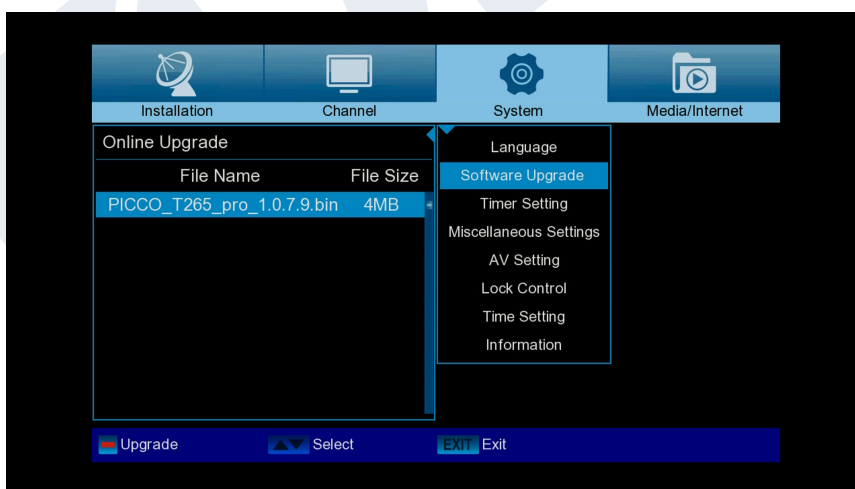 Installation Channel System Media/Internet
Online Upgrade
File Name File Size
PICCO_T265_pro_1.0.7.9.bin 4MB
Language
Software Upgrade
Timer Setting
Miscellaneous Settings
AV Setting
Lock Control
Time Setting
Information
Upgrade Select EXIT Exit